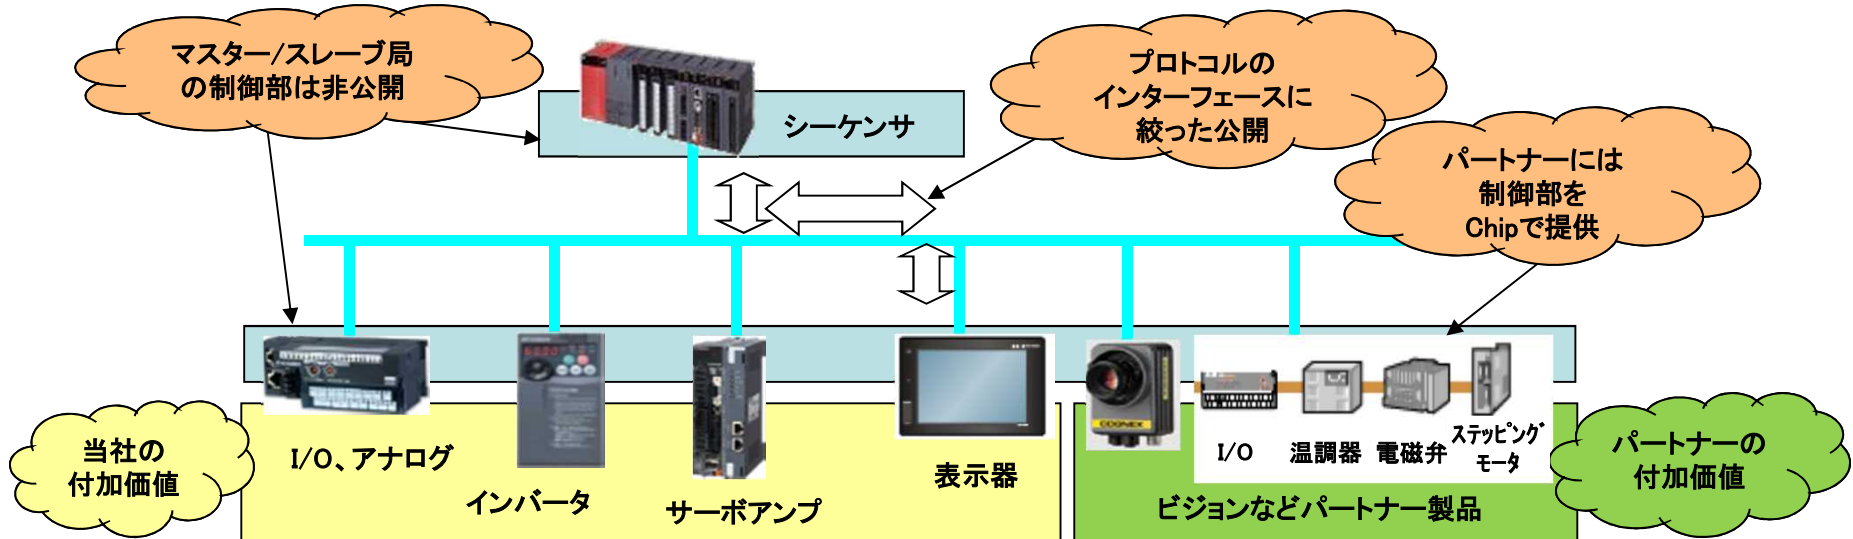 マスター/スレーブ局
の制御部は非公開
プロトコルの
インターフェースに
絞った公開
シーケンサ
パートナーには
制御部を
Chipで提供
当社の
付加価値
I/O、アナログ
インバータ
サーボアンプ
表示器
COGNEX
I/O
温調器
電磁弁
ステッピング
モータ
ビジョンなどパートナー製品
パートナーの
付加価値